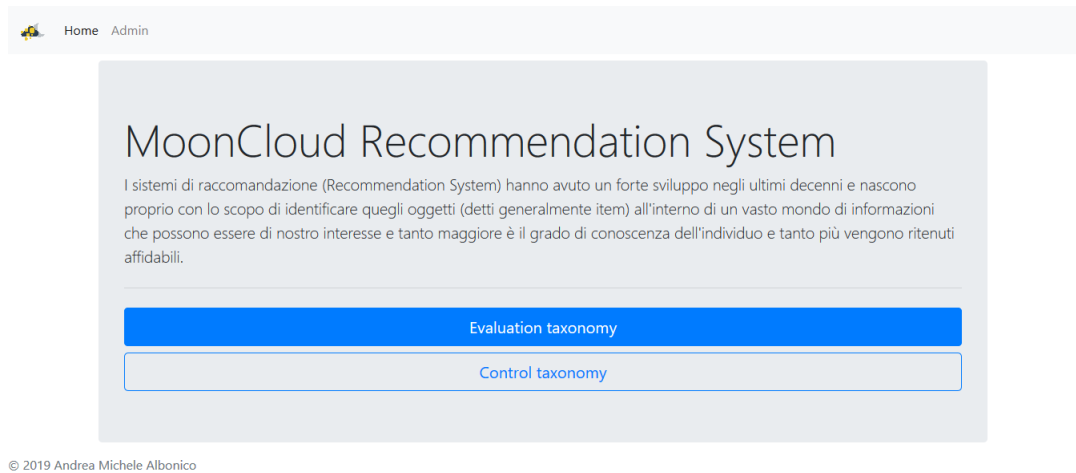 Home Admin
MoonCloud Recommendation System
I sistemi di raccomandazione (Recommendation System) hanno avuto un forte sviluppo negli ultimi decenni e nascono
proprio con lo scopo di identificare quegli oggetti (detti generalmente item) all'interno di un vasto mondo di informazioni
che possono essere di nostro interesse e tanto maggiore è il grado di conoscenza dell'individuo e tanto più vengono ritenuti
affidabili.
Evaluation taxonomy
Control taxonomy
© 2019 Andrea Michele Albonico